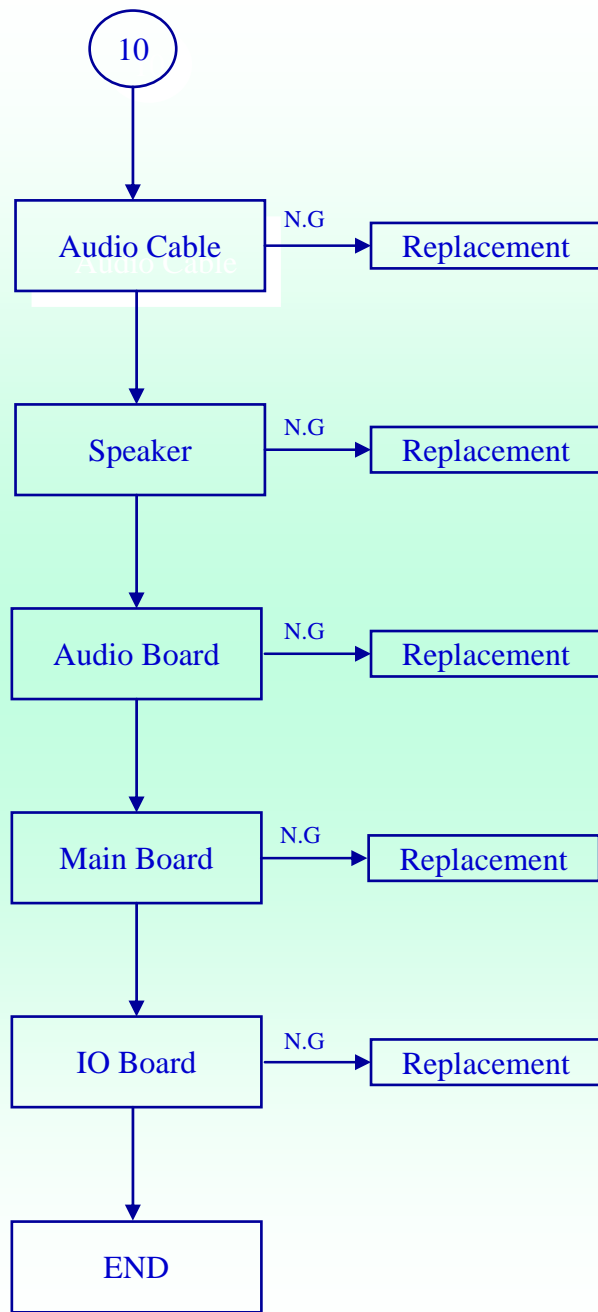 10
Audio Cable
N.G
Replacement
Speaker
N.G
Replacement
Audio Board
N.G
Replacement
Main Board
N.G
Replacement
IO Board
N.G
Replacement
END